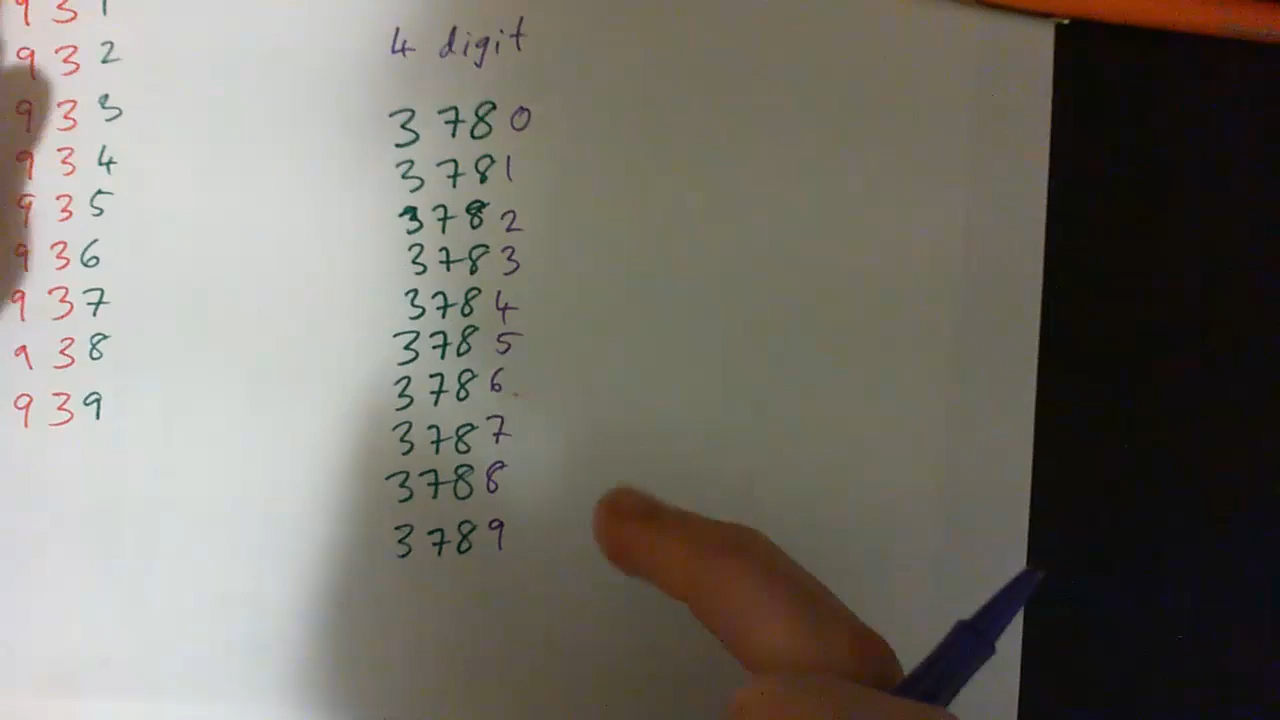 9 3 1
9 3 2
9 3 3
9 3 4
9 3 5
9 3 6
9 3 7
9 3 8
9 3 9
4 digit
3 7 8 0
3 7 8 1
3 7 8 2
3 7 8 3
3 7 8 4
3 7 8 5
3 7 8 6
3 7 8 7
3 7 8 8
3 7 8 9